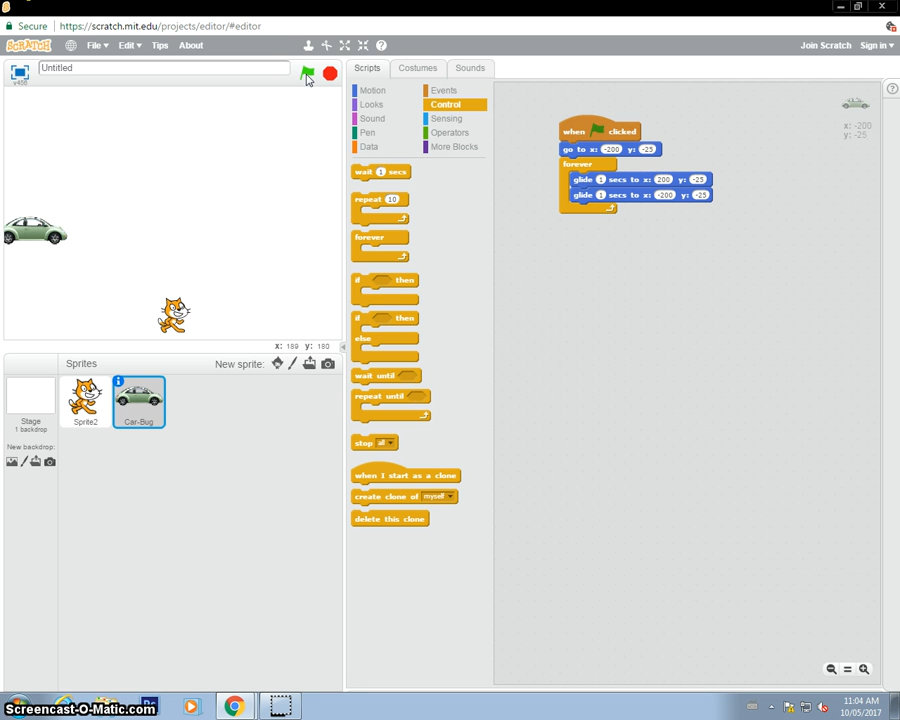 Secure https://scratch.mit.edu/projects/editor/#editor
SCRATCH File Edit Tips About Join Scratch Sign in
Untitled
v456
Scripts Costumes Sounds
Motion Events
Looks Control
Sound Sensing
Pen Operators
Data More Blocks
wait 1 secs
repeat 10
forever
if then
if then
else
wait until
repeat until
stop all
when I start as a clone
create clone of myself
delete this clone
when clicked
go to x: -200 y: -25
forever
glide 1 secs to x: 200 y: -25
glide 1 secs to x: -200 y: -25
x: -200
y: -25
x: 189 y: 180
Sprites New sprite:
Stage
1 backdrop
New backdrop:
Sprite2
Car-Bug
11:04 AM
10/05/2017
Screencast-O-Matic.com